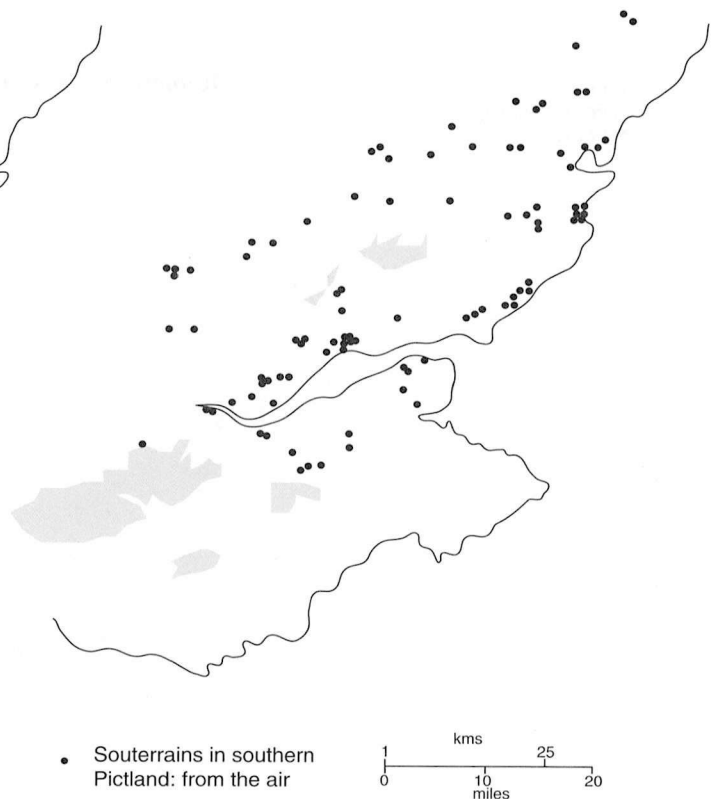 Souterrains in southern
Pictland: from the air
kms
1 25
0 10 20
miles